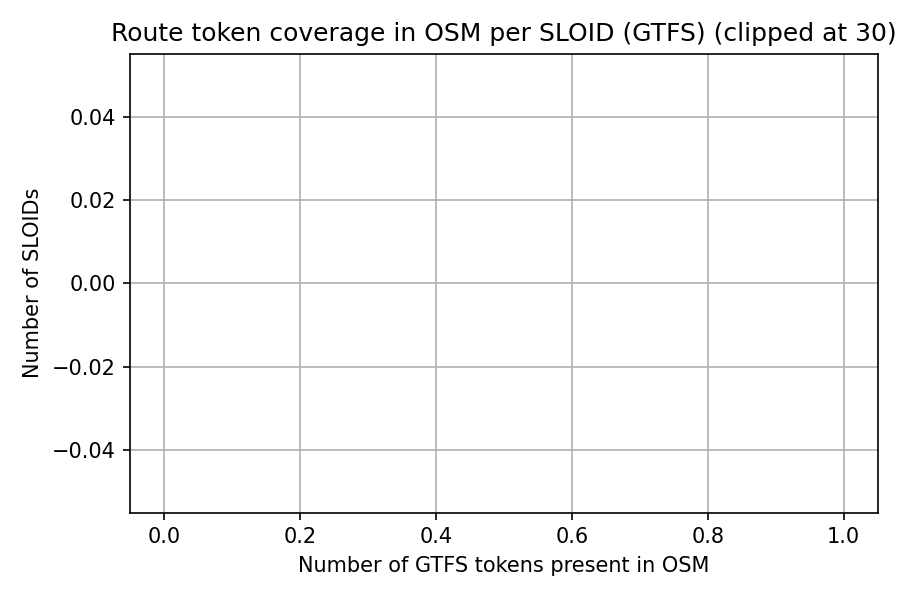 Route token coverage in OSM per SLOID (GTFS) (clipped at 30)
Number of SLOIDs
0.04
0.02
0.00
−0.02
−0.04
0.0 0.2 0.4 0.6 0.8 1.0
Number of GTFS tokens present in OSM